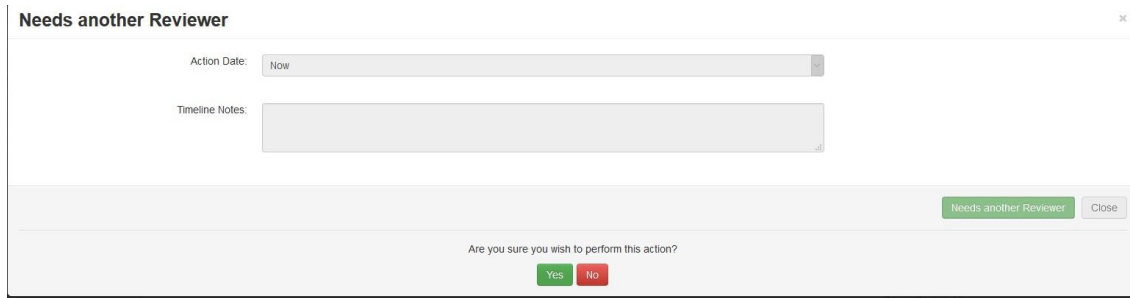 Needs another Reviewer
×
Action Date:
Now
Timeline Notes:
Needs another Reviewer
Close
Are you sure you wish to perform this action?
Yes
No